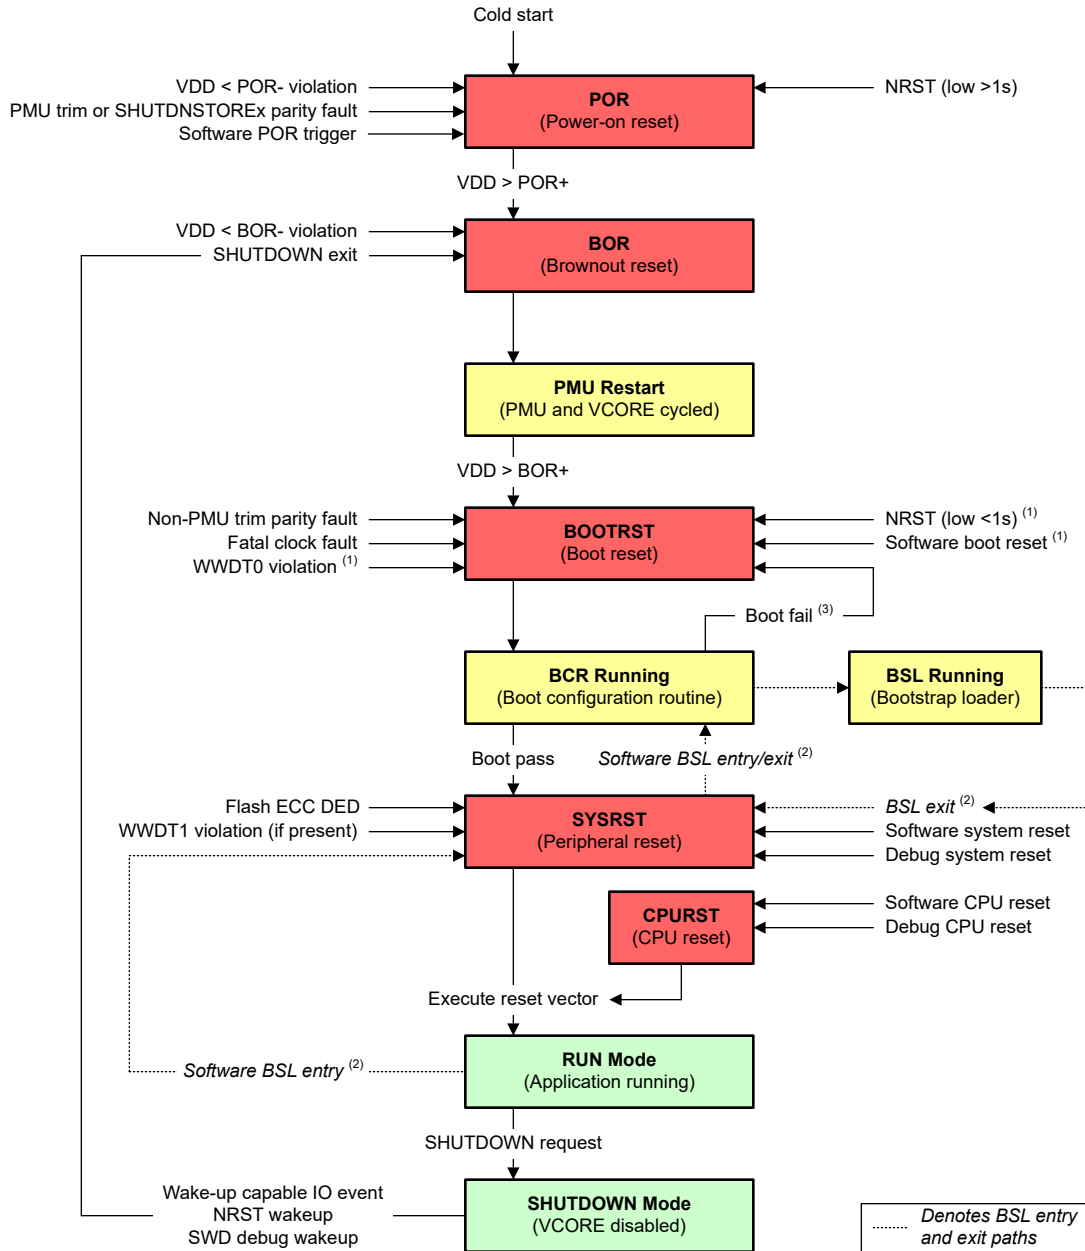 Cold start
VDD < POR- violation
PMU trim or SHUTDNSTOREx parity fault
Software POR trigger
POR
(Power-on reset)
NRST (low >1s)
VDD > POR+
VDD < BOR- violation
SHUTDOWN exit
BOR
(Brownout reset)
PMU Restart
(PMU and VCORE cycled)
VDD > BOR+
Non-PMU trim parity fault
Fatal clock fault
WWDT0 violation (1)
BOOTRST
(Boot reset)
NRST (low <1s) (1)
Software boot reset (1)
Boot fail (3)
BCR Running
(Boot configuration routine)
BSL Running
(Bootstrap loader)
Boot pass
Software BSL entry/exit (2)
Flash ECC DED
WWDT1 violation (if present)
SYSRST
(Peripheral reset)
BSL exit (2)
Software system reset
Debug system reset
CPURST
(CPU reset)
Software CPU reset
Debug CPU reset
Execute reset vector
RUN Mode
(Application running)
Software BSL entry (2)
SHUTDOWN request
Wake-up capable IO event
NRST wakeup
SWD debug wakeup
SHUTDOWN Mode
(VCORE disabled)
Denotes BSL entry
and exit paths